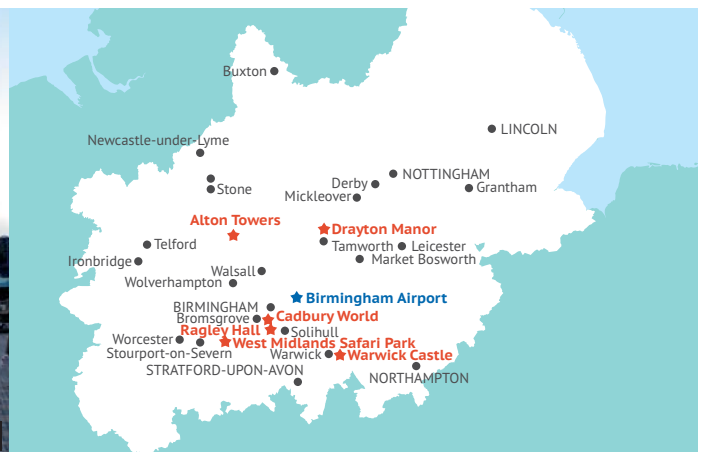 Buxton
LINCOLN
Newcastle-under-Lyme
NOTTINGHAM
Derby
Stone
Grantham
Mickleover
Alton Towers
Drayton Manor
Telford
Tamworth
Leicester
Ironbridge
Market Bosworth
Walsall
Wolverhampton
Birmingham Airport
BIRMINGHAM
Bromsgrove
Cadbury World
Ragley Hall
Solihull
Worcester
West Midlands Safari Park
Stourport-on-Severn
Warwick
Warwick Castle
STRATFORD-UPON-AVON
NORTHAMPTON